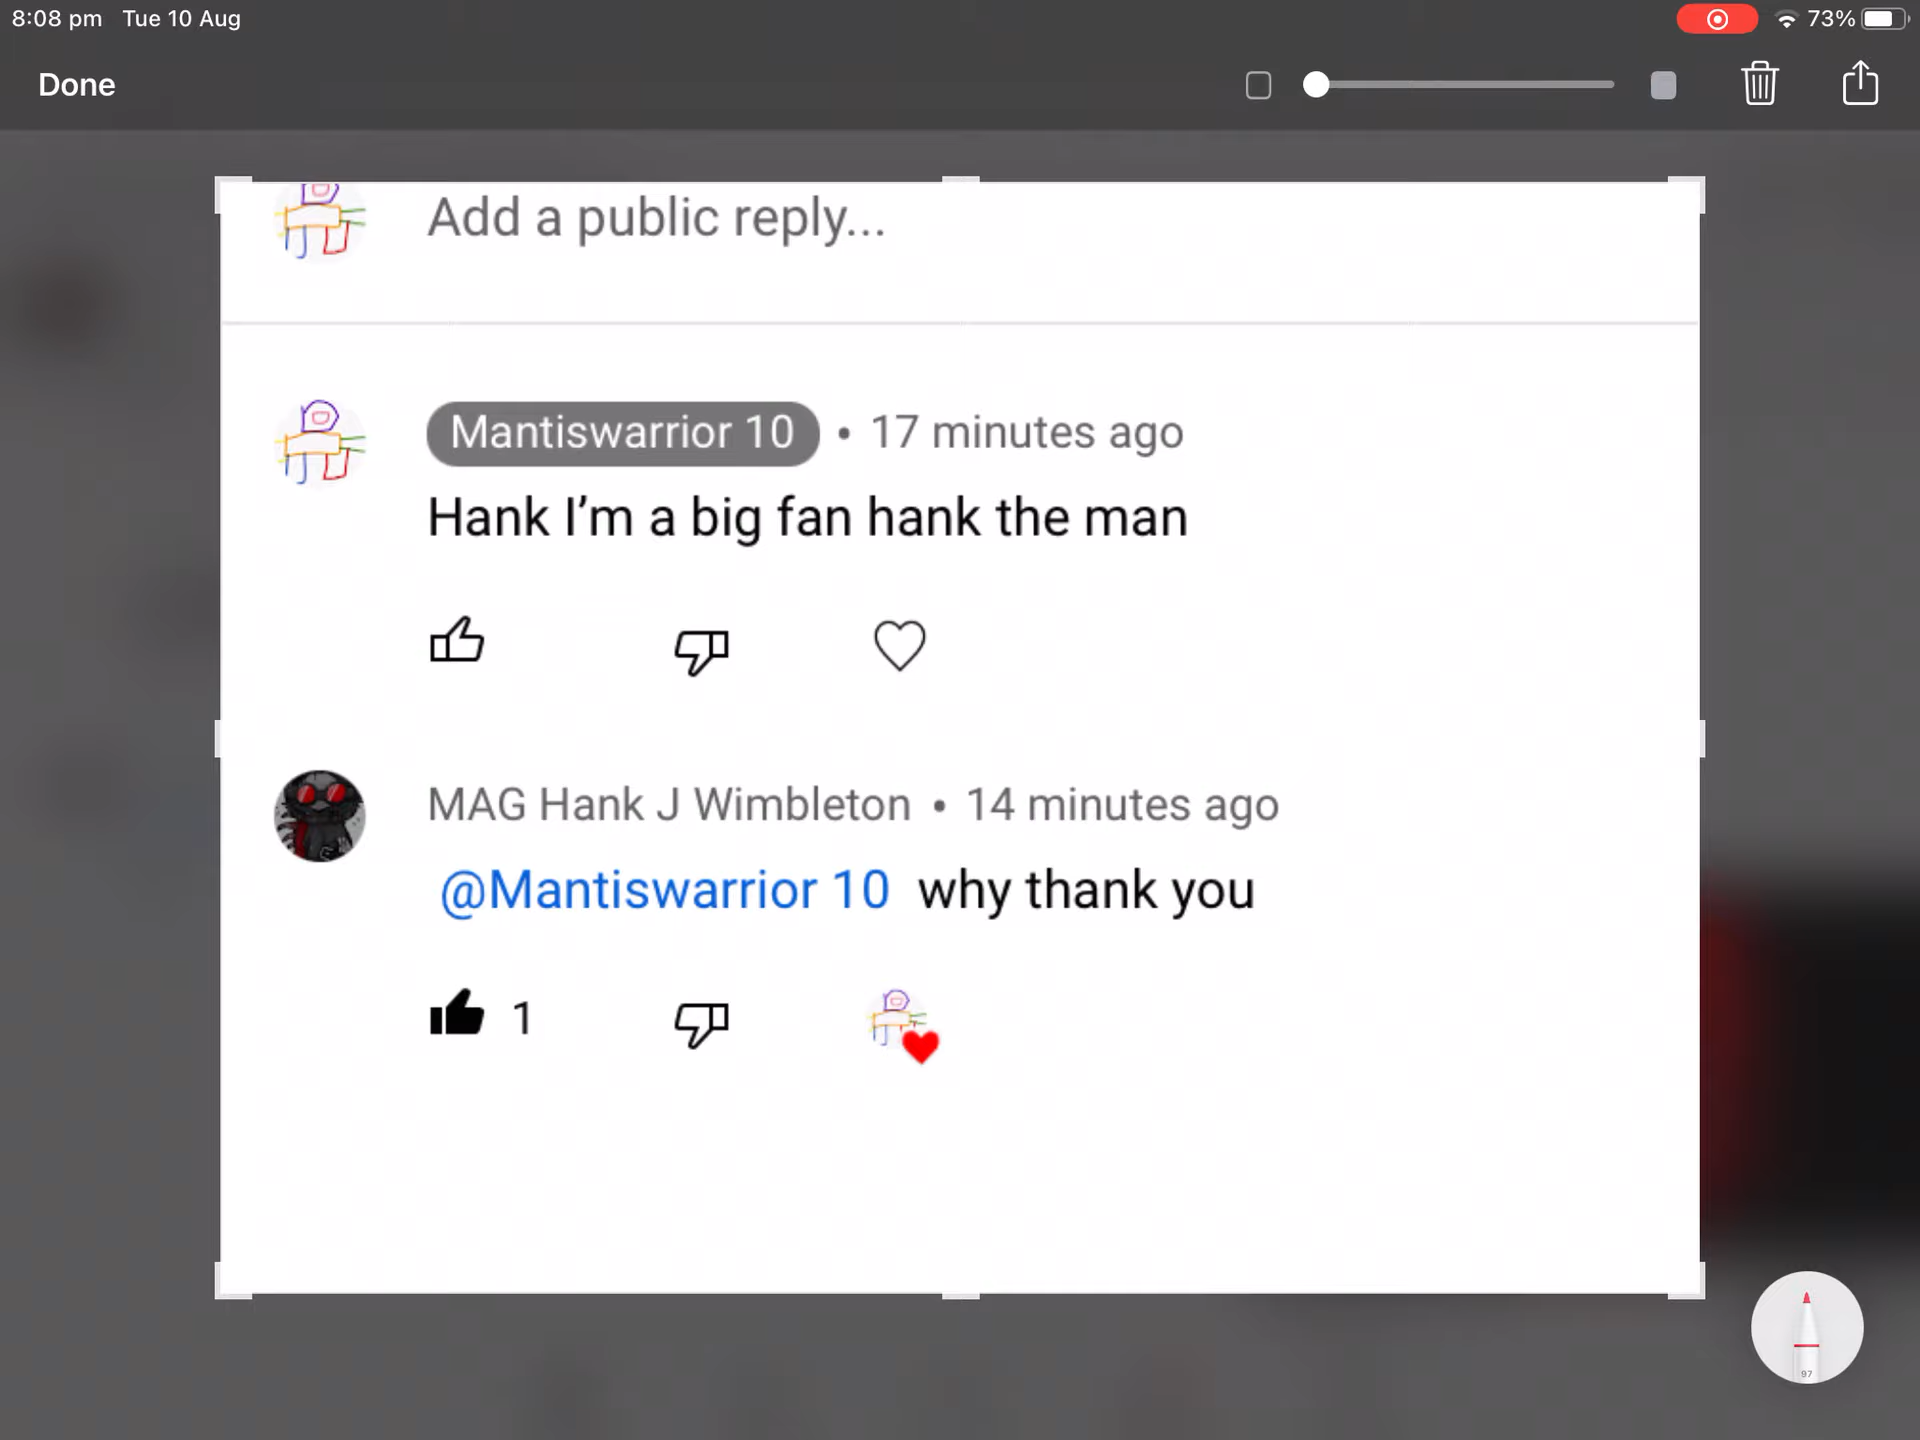 8:08 pm Tue 10 Aug 73%
Done
Add a public reply...
Mantiswarrior 10 • 17 minutes ago
Hank I'm a big fan hank the man
MAG Hank J Wimbleton • 14 minutes ago
@Mantiswarrior 10 why thank you
1
97